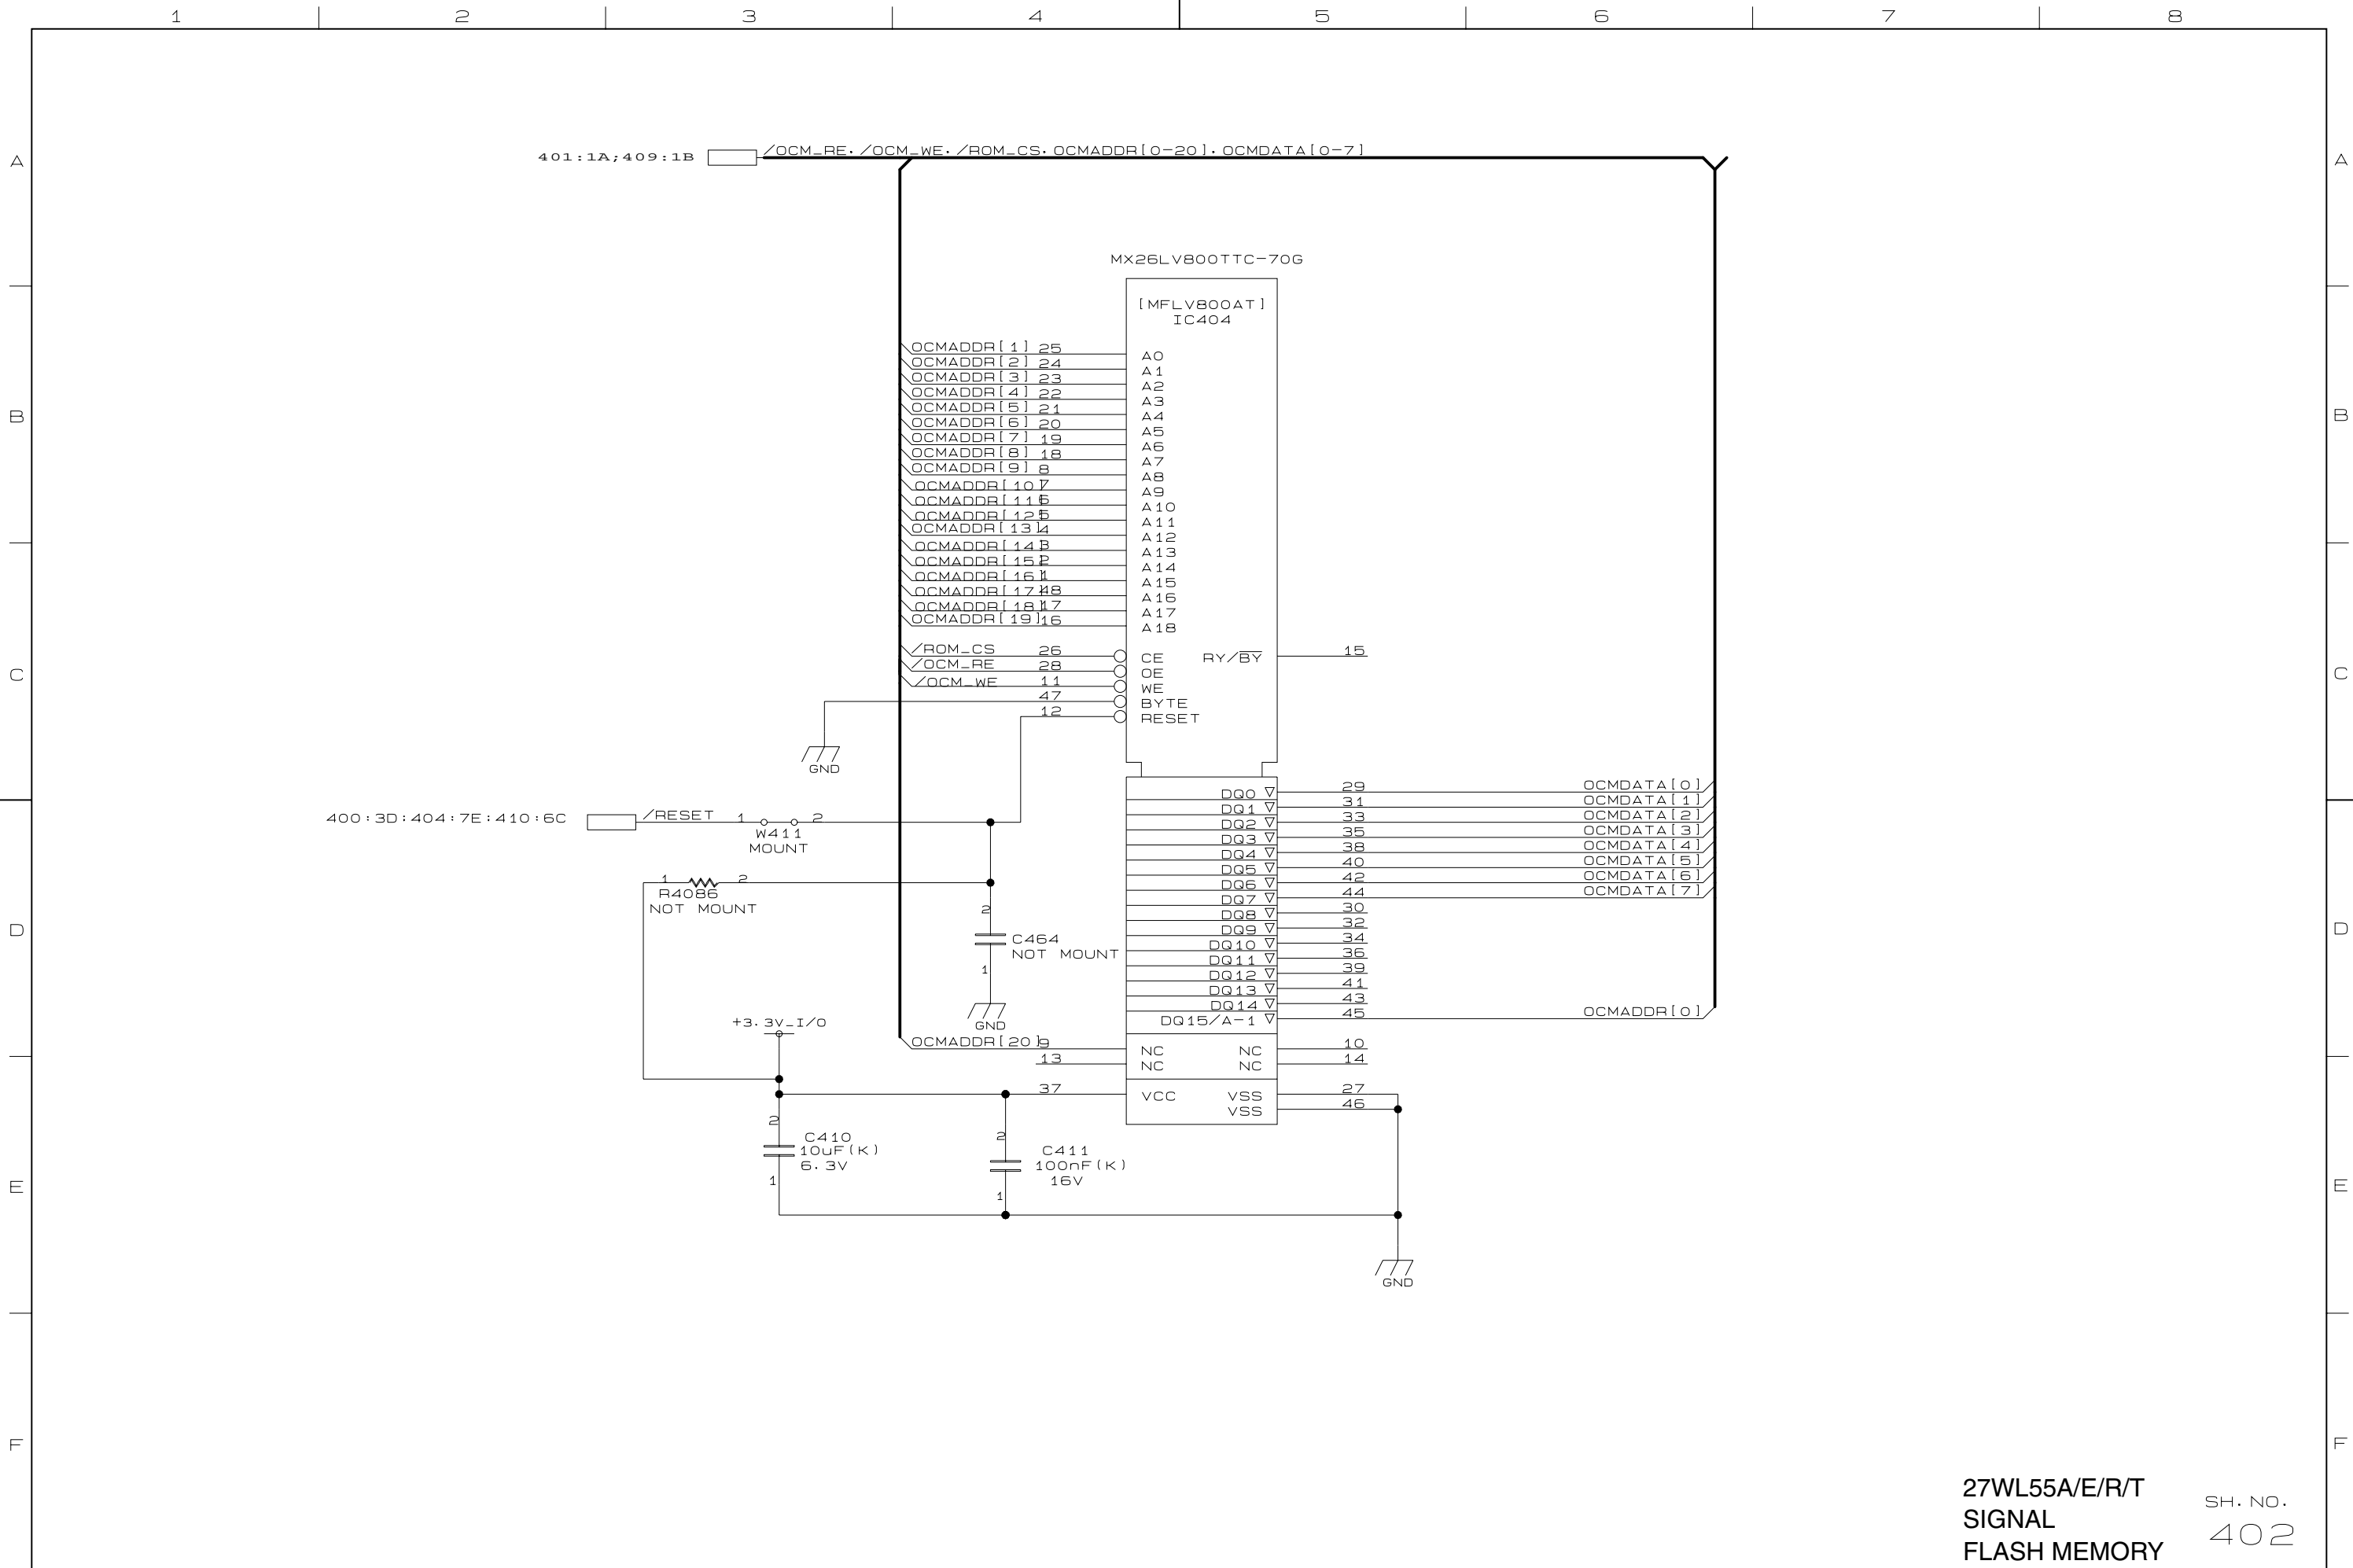 1 2 3 4 5 6 7 8
A A
401:1A;409:1B /OCM_RE. /OCM_WE. /ROM_CS. OCMADDR[0-20]. OCMDATA[0-7]
MX26LV800TTC-70G
[MFLV800AT]
IC404
OCMADDR[1] 25 A0
OCMADDR[2] 24 A1
OCMADDR[3] 23 A2
OCMADDR[4] 22 A3
B B
OCMADDR[5] 21 A4
OCMADDR[6] 20 A5
OCMADDR[7] 19 A6
OCMADDR[8] 18 A7
OCMADDR[9] 8 A8
OCMADDR[10] 7 A9
OCMADDR[11] 6 A10
OCMADDR[12] 5 A11
OCMADDR[13] 4 A12
OCMADDR[14] 3 A13
OCMADDR[15] 2 A14
OCMADDR[16] 1 A15
OCMADDR[17] 48 A16
OCMADDR[18] 17 A17
OCMADDR[19] 16 A18
/ROM_CS 26 CE RY/BY 15
/OCM_RE 28 OE
C C
/OCM_WE 11 WE
47 BYTE
12 RESET
GND
DQ0 29 OCMDATA[0]
DQ1 31 OCMDATA[1]
DQ2 33 OCMDATA[2]
DQ3 35 OCMDATA[3]
DQ4 38 OCMDATA[4]
DQ5 40 OCMDATA[5]
DQ6 42 OCMDATA[6]
DQ7 44 OCMDATA[7]
DQ8 30
DQ9 32
DQ10 34
DQ11 36
DQ12 39
DQ13 41
DQ14 43
DQ15/A-1 45 OCMADDR[0]
400:3D:404:7E:410:6C /RESET 1 2
W411
MOUNT
1 2
R4086
NOT MOUNT
D D
2
C464
NOT MOUNT
1
GND
+3.3V_I/O
OCMADDR[20] 9 NC NC 10
13 NC NC 14
37 VCC VSS 27
VSS 46
2
C410
10uF(K)
6.3V
1
2
C411
100nF(K)
16V
1
E E
GND
F F
27WL55A/E/R/T
SIGNAL
FLASH MEMORY
SH. NO.
402